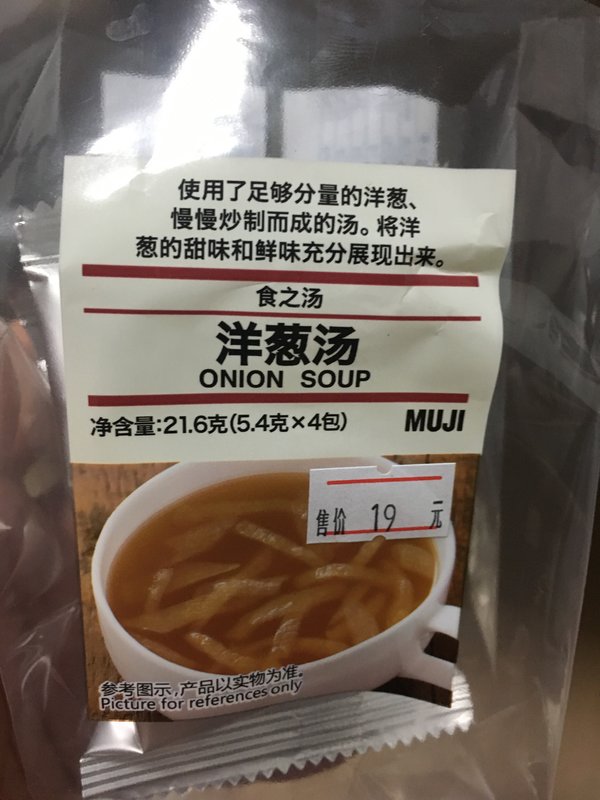 使用了足够分量的洋葱、
慢慢炒制而成的汤。将洋
葱的甜味和鲜味充分展现出来。
食之汤
洋葱汤
ONION SOUP
净含量:21.6克(5.4克×4包)
MUJI
售价 19 元
参考图示,产品以实物为准。
Picture for references only